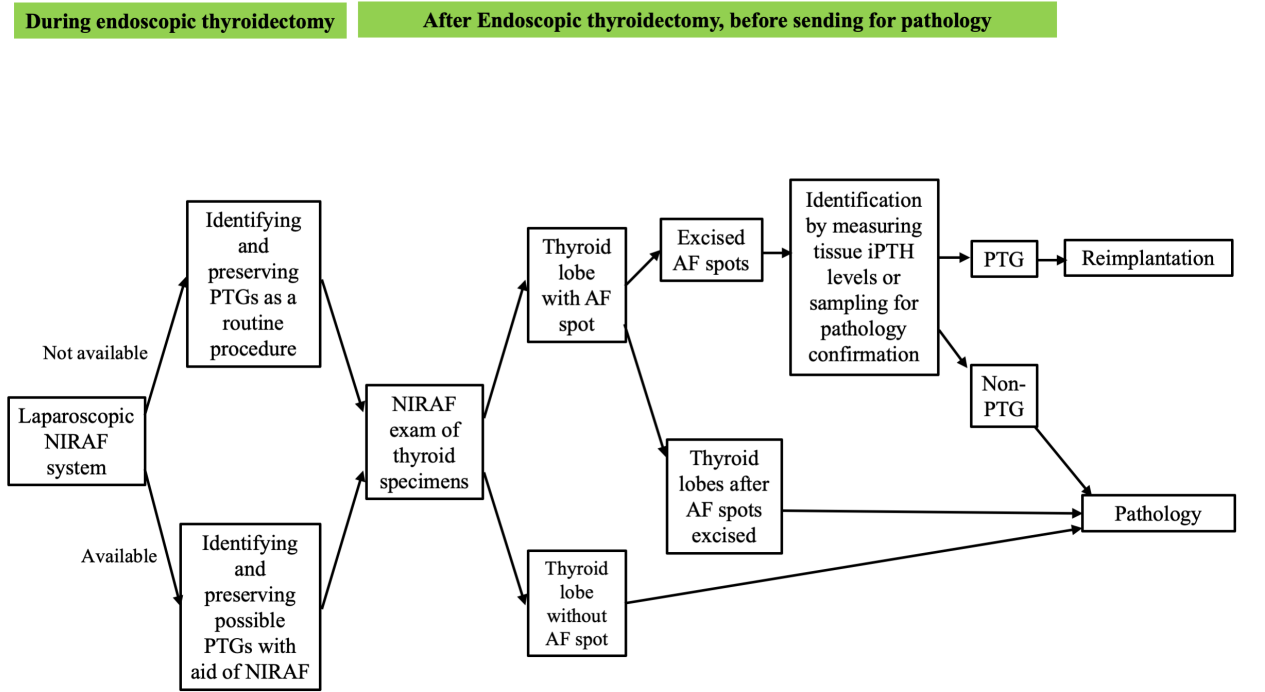 During endoscopic thyroidectomy
After Endoscopic thyroidectomy, before sending for pathology
Not available
Laparoscopic
NIRAF
system
Available
Identifying
and
preserving
PTGs as a
routine
procedure
Identifying
and
preserving
possible
PTGs with
aid of NIRAF
NIRAF
exam of
thyroid
specimens
Thyroid
lobe
with AF
spot
Thyroid
lobe
without
AF spot
Excised
AF spots
Thyroid
lobes after
AF spots
excised
Identification
by measuring
tissue iPTH
levels or
sampling for
pathology
confirmation
PTG
Non-
PTG
Reimplantation
Pathology